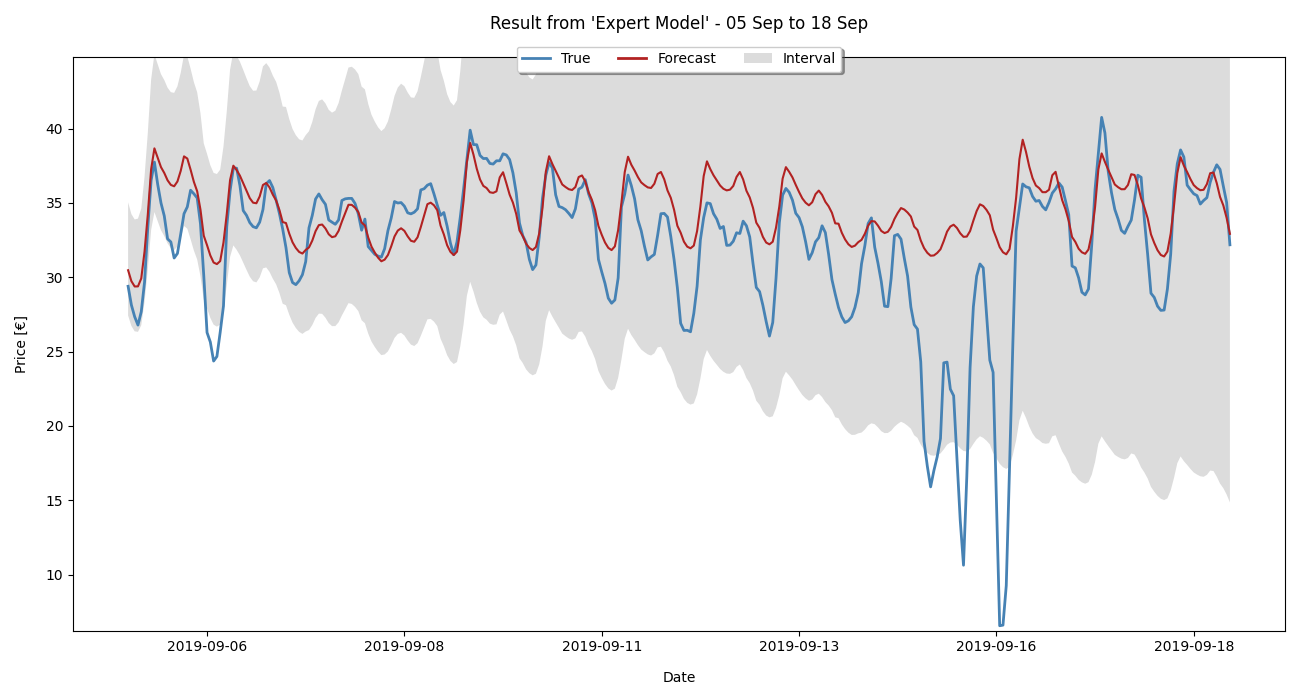 Result from 'Expert Model' - 05 Sep to 18 Sep
True Forecast Interval
Price [€]
40
35
30
25
20
15
10
2019-09-06 2019-09-08 2019-09-11 2019-09-13 2019-09-16 2019-09-18
Date